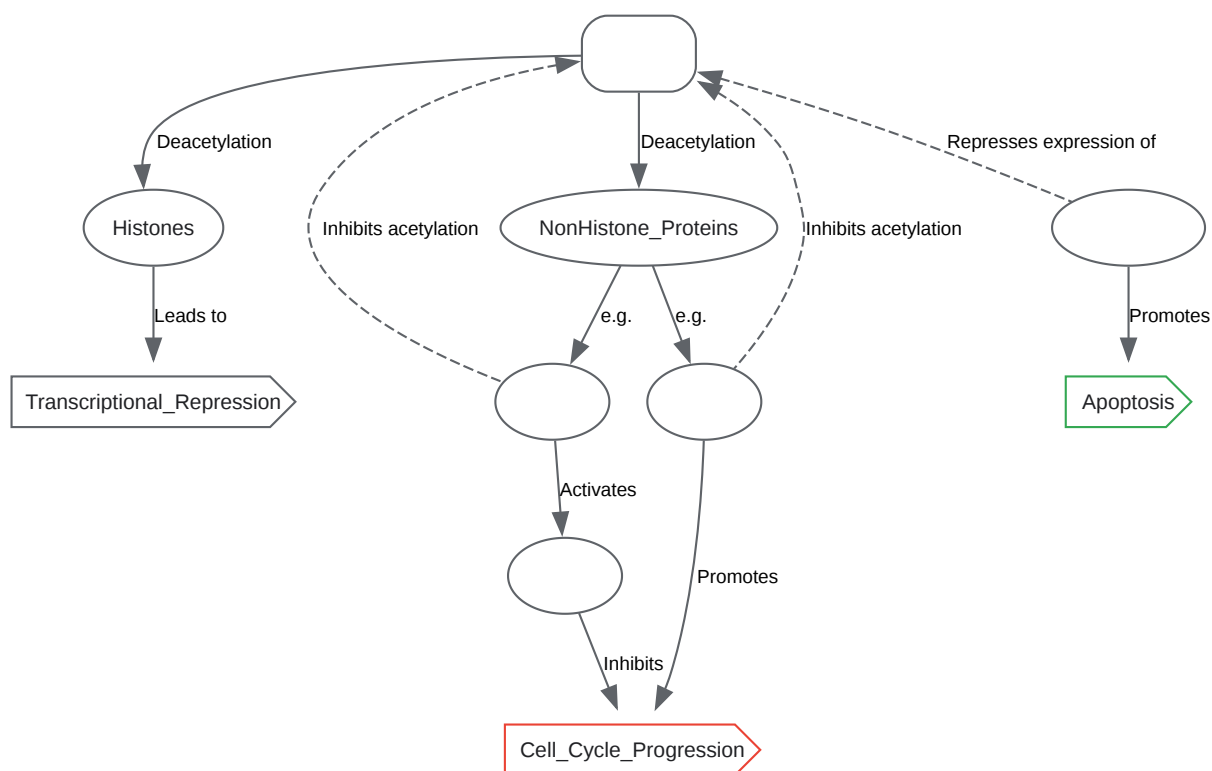 Deacetylation
Deacetylation
Represses expression of
Histones
Inhibits acetylation
NonHistone_Proteins
Inhibits acetylation
Leads to
e.g.
e.g.
Promotes
Transcriptional_Repression
Apoptosis
Activates
Promotes
Inhibits
Cell_Cycle_Progression